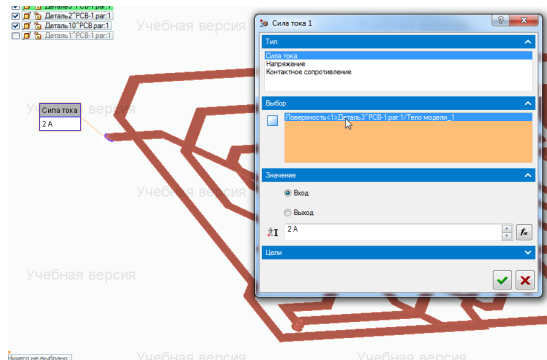 Деталь2^PCB-1.par:1
Деталь10^PCB.par:1
Деталь1^PCB-1.par:1
Учебная версия
Сила тока
2 A
Учебная версия
Учебная версия
Ничего не выбрано
Учебная версия
Учебная версия
Сила тока 1
Тип
Сила тока
Напряжение
Контактное сопротивление
Выбор
Поверхность<1>Деталь3^PCB-1.par:1/Тело модели_1
Значение
Вход
Выход
2 A
Цели